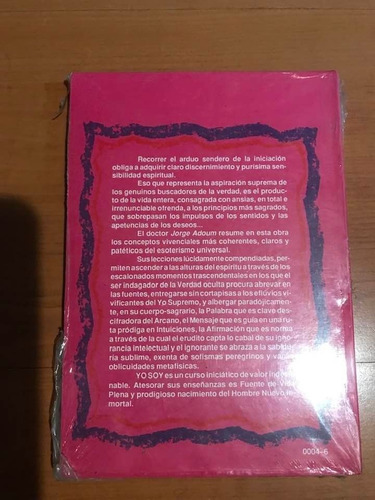 Recorrer el arduo sendero de la iniciación
obliga a adquirir claro discernimiento y purísima sen-
sibilidad espiritual.
Eso que representa la aspiración suprema de
los genuinos buscadores de la verdad, es el produc-
to de la vida entera, consagrada con ansias, en total e
irrenunciable ofrenda, a los principios más sagrados,
que sobrepasan los impulsos de los sentidos y las
apetencias de los deseos...
El doctor Jorge Adoum resume en esta obra
los conceptos vivenciales más coherentes, claros y
patéticos del esoterismo universal.
Sus lecciones lúcidamente compendiadas, per-
miten ascender a las alturas del espíritu a través de los
escalonados momentos trascendentales en los que el
ser indagador de la Verdad oculta procura abrevar en
las fuentes, entregarse sin cortapisas a los efluvios vi-
vificantes del Yo Supremo, y albergar paradojicamen-
te, en su cuerpo-sagrario, la Palabra que es clave des-
cifradora del Arcano, el Mensaje que es guía en una ru-
ta pródiga en Intuiciones, la Afirmación que es norma
a través de la cual el erudito capta lo cabal de su igno-
rancia intelectual y el ignorante se abraza a la sabidu-
ría sublime, exenta de sofismas peregrinos y
oblicuidades metafísicas.
YO SOY es un curso iniciático de valor
nable. Atesorar sus enseñanzas es Fuente de
Plena y prodigioso nacimiento del Hombre Nuevo
mortal.
0004-6